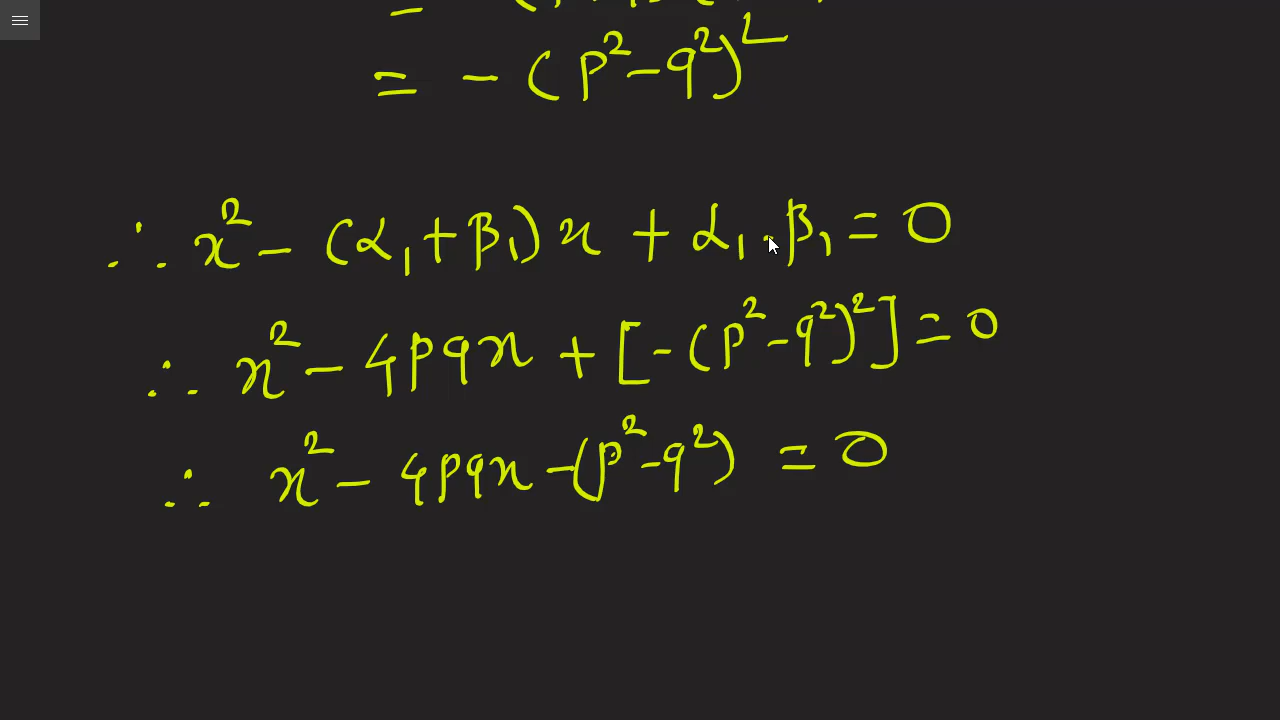 = - (p² - q²)²
∴ x² - (α₁ + β₁) x + α₁ . β₁ = 0
∴ x² - 4pqx + [-(p² - q²)²] = 0
∴ x² - 4pqx - (p² - q²) = 0